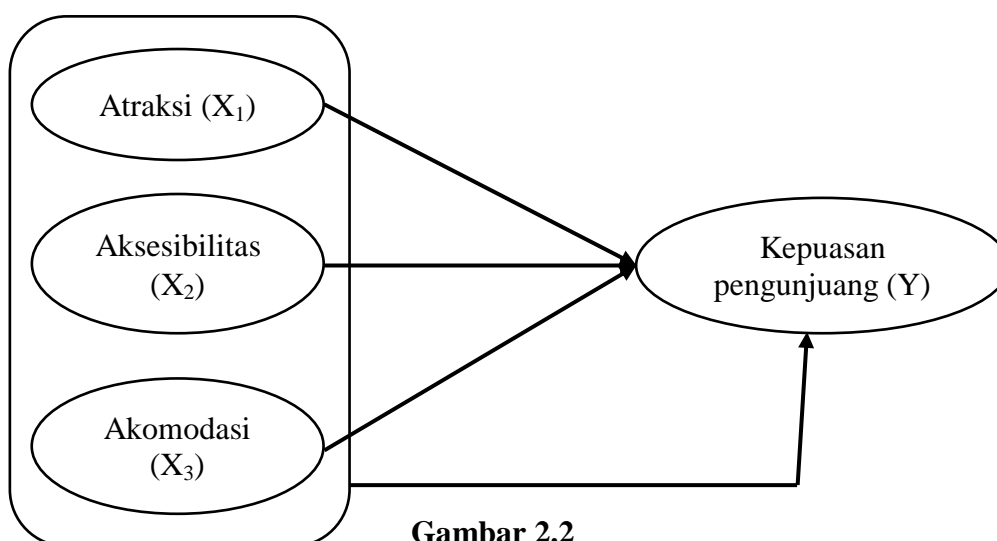 Atraksi (X₁)
Aksesibilitas
(X₂)
Akomodasi
(X₃)
Kepuasan
pengunjuang (Y)
Gambar 2.2